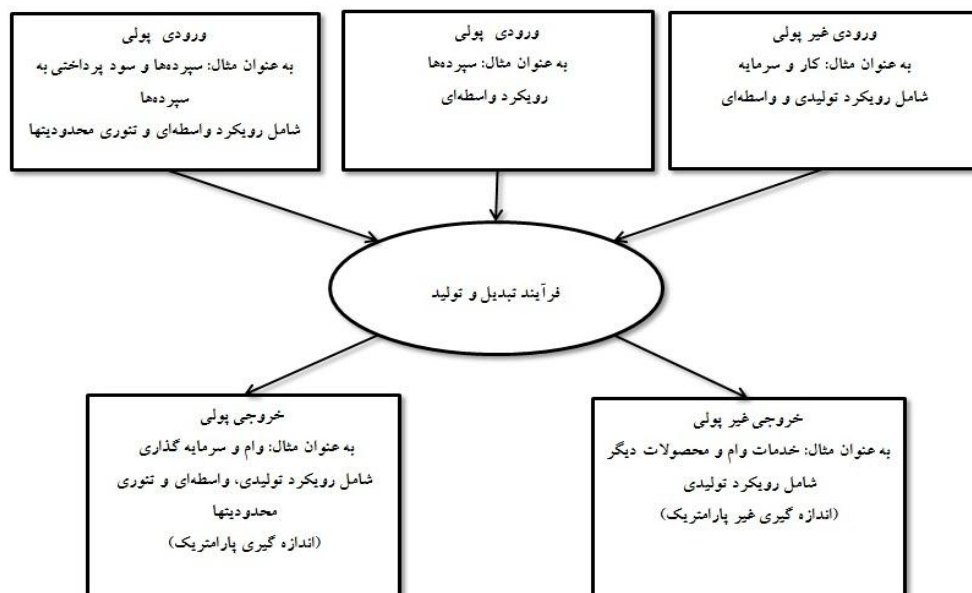 ورودی غیر پولی
به عنوان مثال: کار و سرمایه
شامل رویکرد تولیدی و واسطه‌ای
ورودی پولی
به عنوان مثال: سپرده‌ها
رویکرد واسطه‌ای
ورودی پولی
به عنوان مثال: سپرده‌ها و سود پرداختی به
سپرده‌ها
شامل رویکرد واسطه‌ای و تئوری محدودیتها
فرآیند تبدیل و تولید
خروجی غیر پولی
به عنوان مثال: خدمات وام و محصولات دیگر
شامل رویکرد تولیدی
(اندازه گیری غیر پارامتریک)
خروجی پولی
به عنوان مثال: وام و سرمایه گذاری
شامل رویکرد تولیدی، واسطه‌ای و تئوری
محدودیتها
(اندازه گیری پارامتریک)